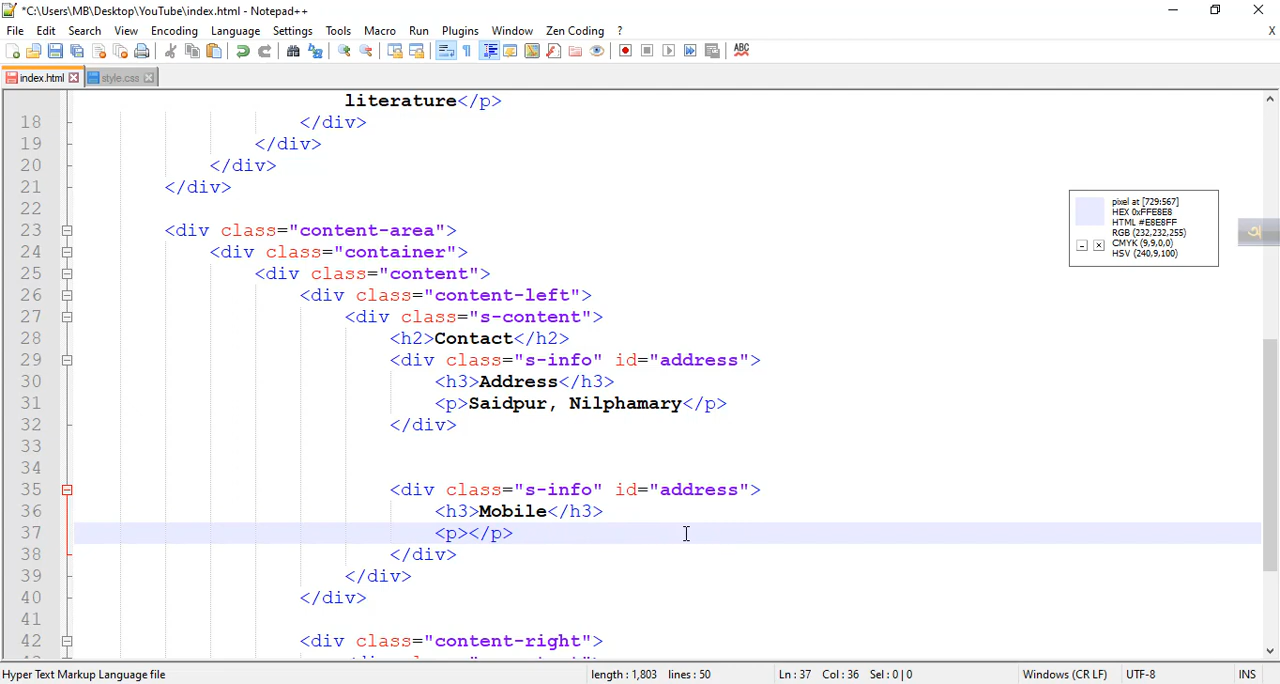 *C:\Users\MB\Desktop\YouTube\index.html - Notepad++
File Edit Search View Encoding Language Settings Tools Macro Run Plugins Window Zen Coding ? X
ABC
index.html style.css
literature</p>
18 </div>
19 </div>
20 </div>
21 </div>
22
23 <div class="content-area">
24 <div class="container">
25 <div class="content">
26 <div class="content-left">
27 <div class="s-content">
28 <h2>Contact</h2>
29 <div class="s-info" id="address">
30 <h3>Address</h3>
31 <p>Saidpur, Nilphamary</p>
32 </div>
33
34
35 <div class="s-info" id="address">
36 <h3>Mobile</h3>
37 <p></p>
38 </div>
39 </div>
40 </div>
41
42 <div class="content-right">
pixel at [729:567]
HEX 0xFFE8E8
HTML #E8E8FF
RGB (232,232,255)
CMYK (9,9,0,0)
HSV (240,9,100)
অ
Hyper Text Markup Language file length : 1,803 lines : 50 Ln : 37 Col : 36 Sel : 0 | 0 Windows (CR LF) UTF-8 INS